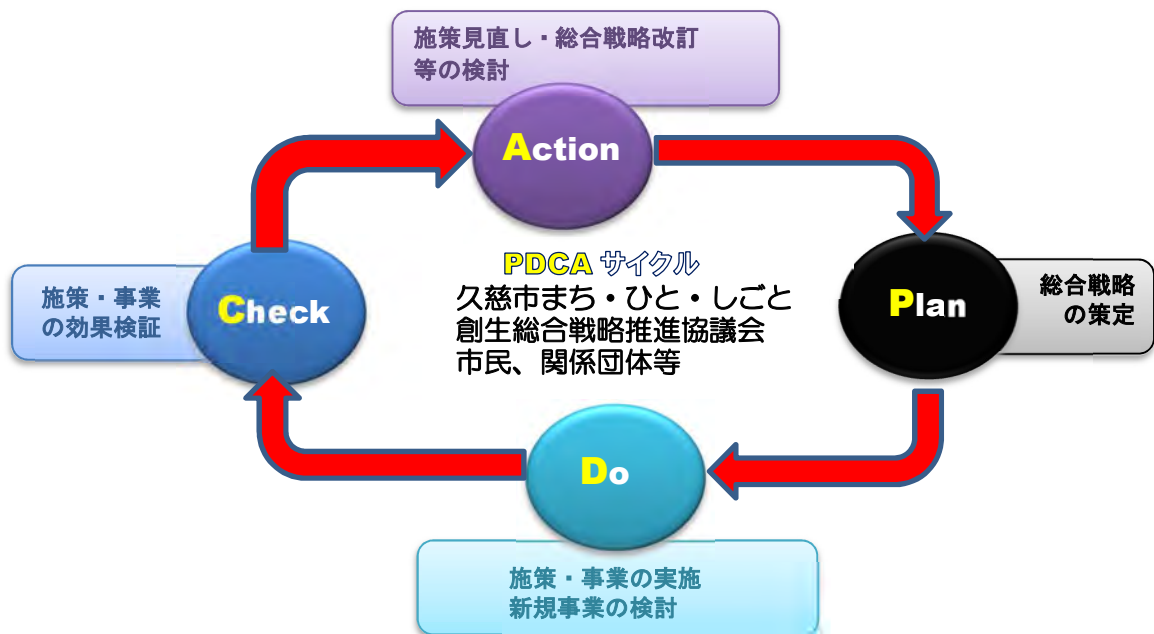 施策見直し・総合戦略改訂
等の検討
Action
PDCA サイクル
久慈市まち・ひと・しごと
創生総合戦略推進協議会
市民、関係団体等
施策・事業
の効果検証
Check
Plan
総合戦略
の策定
Do
施策・事業の実施
新規事業の検討